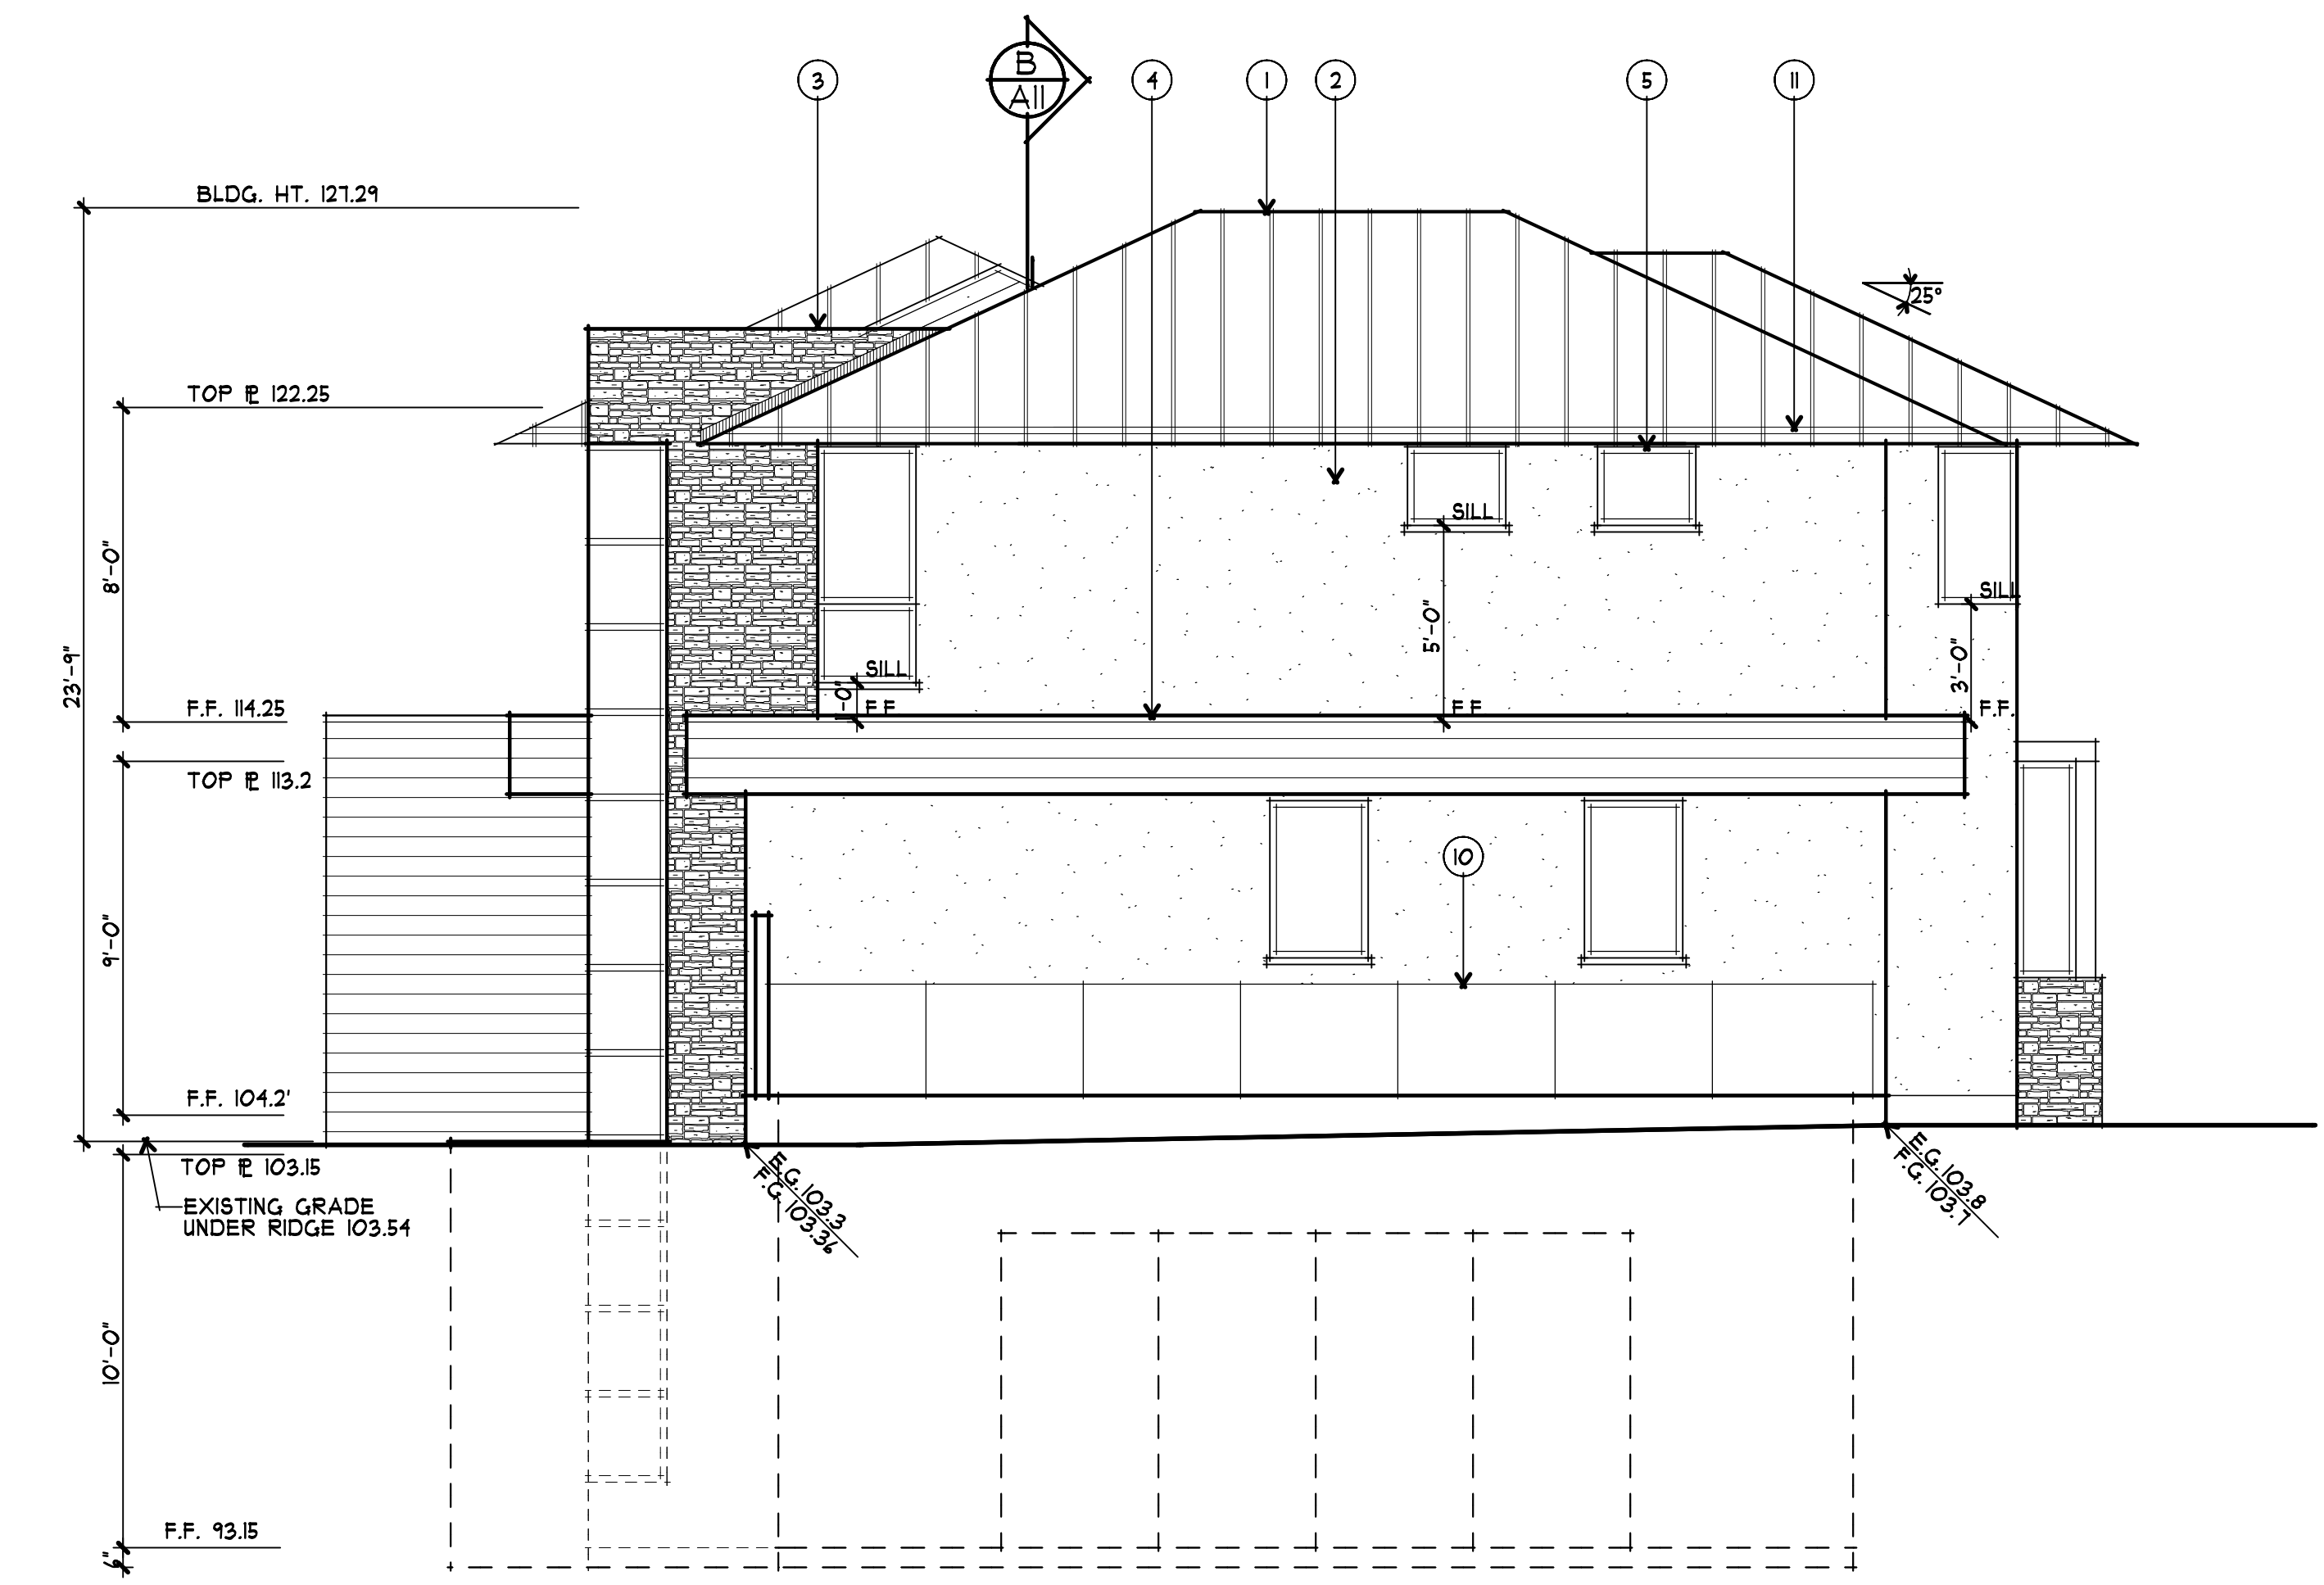 B
A11
3
4
1
2
5
11
BLDG. HT. 127.29
25°
TOP PL 122.25
SILL
8'-0"
SILL
5'-0"
23'-9"
3'-0"
SILL
F.F. 114.25
F.F
F.F
F.F.
TOP PL 113.2
10
9'-0"
F.F. 104.2'
TOP PL 103.15
EXISTING GRADE
UNDER RIDGE 103.54
E.G. 103.3
F.G. 103.36
E.G. 103.8
F.G. 103.7
10'-0"
F.F. 93.15
6"